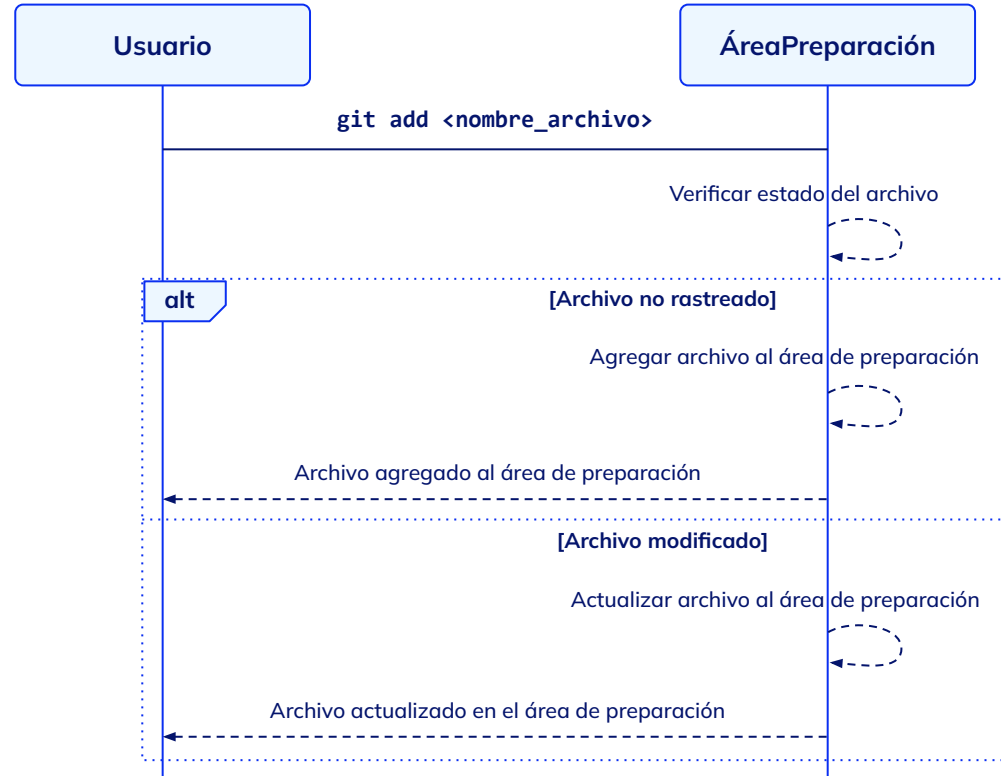 Usuario
ÁreaPreparación
git add <nombre_archivo>
Verificar estado del archivo
alt
[Archivo no rastreado]
Agregar archivo al área de preparación
Archivo agregado al área de preparación
[Archivo modificado]
Actualizar archivo al área de preparación
Archivo actualizado en el área de preparación